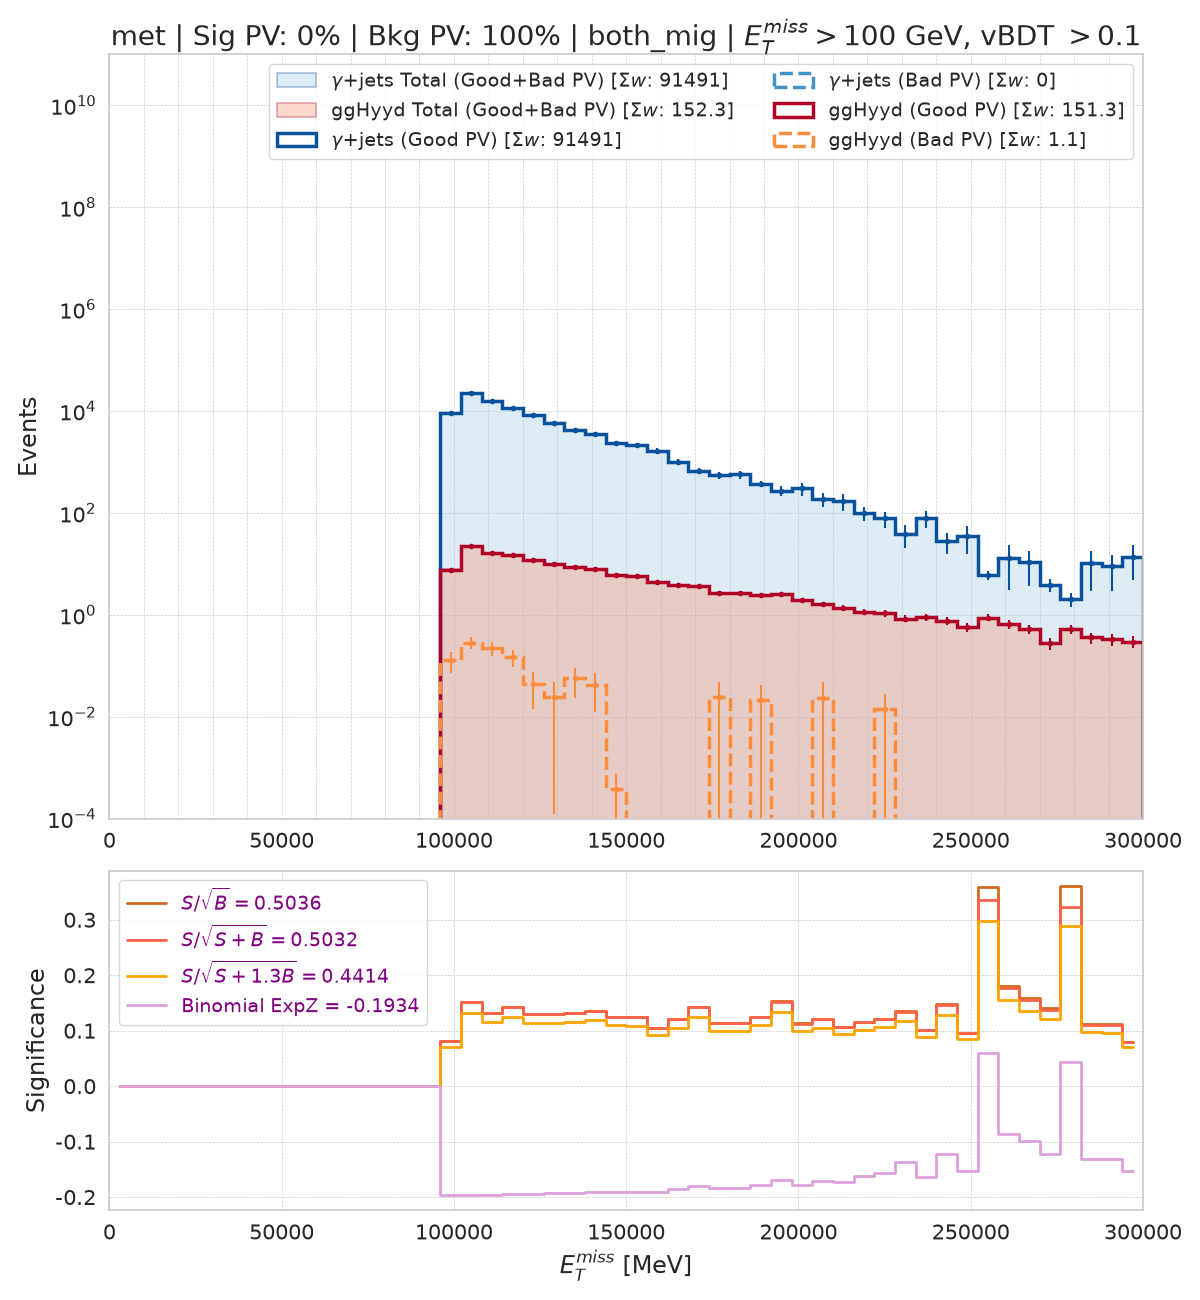 met | Sig PV: 0% | Bkg PV: 100% | both_mig | $E_T^{miss} > 100$ GeV, vBDT $> 0.1$
γ+jets Total (Good+Bad PV) [Σw: 91491]
ggHyyd Total (Good+Bad PV) [Σw: 152.3]
γ+jets (Good PV) [Σw: 91491]
γ+jets (Bad PV) [Σw: 0]
ggHyyd (Good PV) [Σw: 151.3]
ggHyyd (Bad PV) [Σw: 1.1]
Events
$10^{10}$
$10^{8}$
$10^{6}$
$10^{4}$
$10^{2}$
$10^{0}$
$10^{-2}$
$10^{-4}$
0 50000 100000 150000 200000 250000 300000
$S/\sqrt{B} = 0.5036$
$S/\sqrt{S + B} = 0.5032$
$S/\sqrt{S + 1.3B} = 0.4414$
Binomial ExpZ = -0.1934
Significance
0.3
0.2
0.1
0.0
-0.1
-0.2
0 50000 100000 150000 200000 250000 300000
$E_T^{miss}$ [MeV]